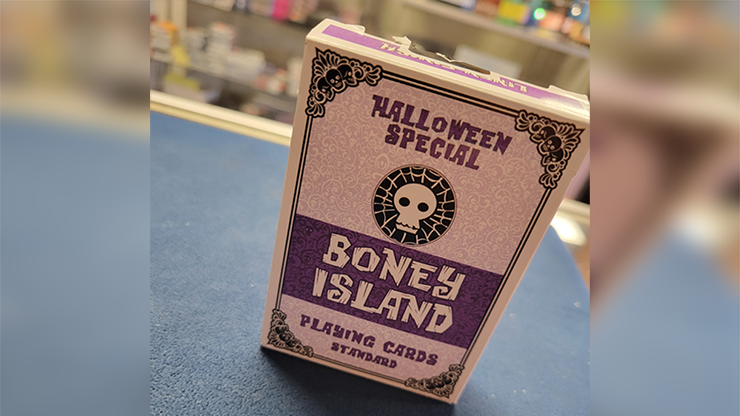 HALLOWEEN
SPECIAL
BONEY
ISLAND
PLAYING CARDS
STANDARD